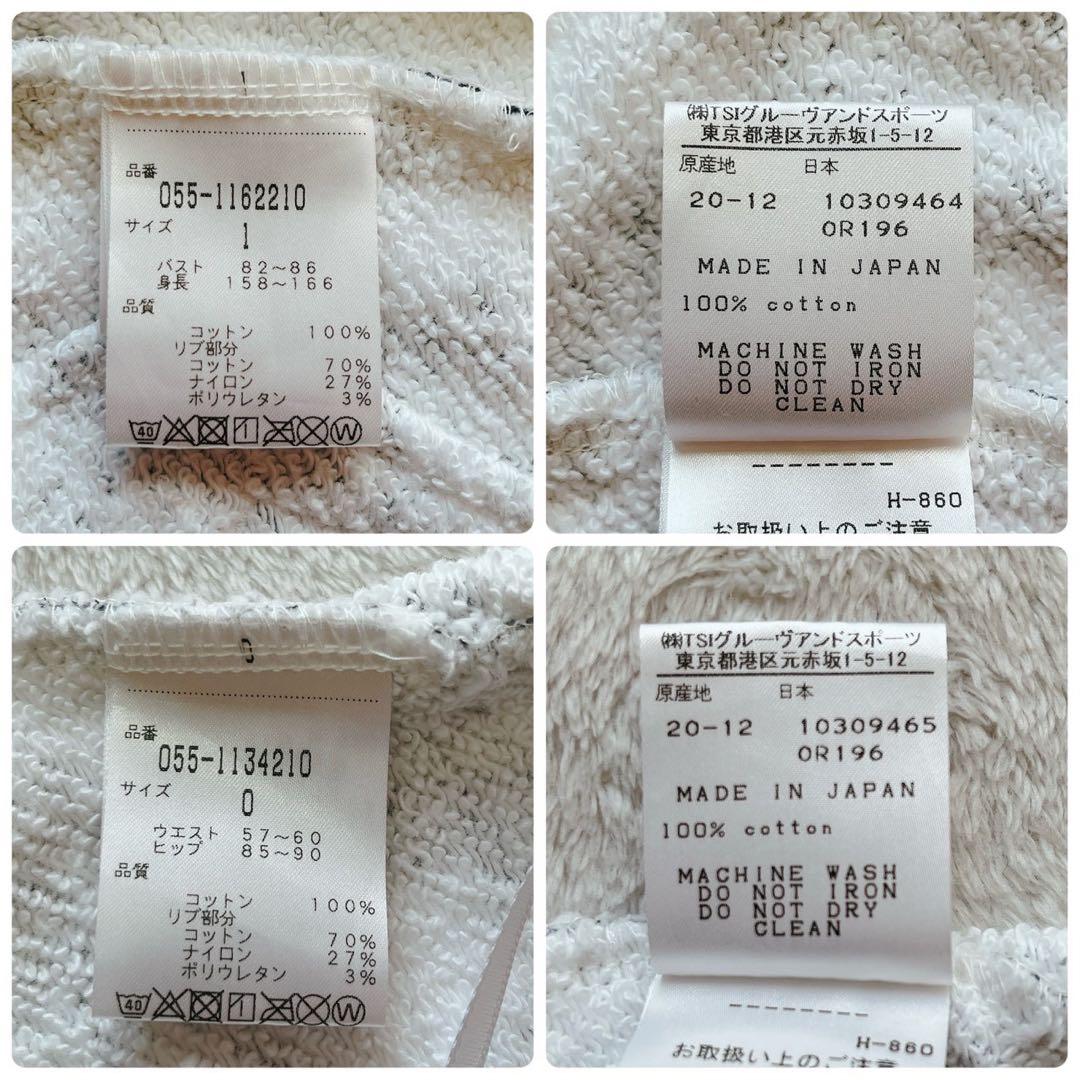 1
品番
055-1162210
サイズ
1
バスト 82〜86
身長 158〜166
品質
コットン 100%
リブ部分
コットン 70%
ナイロン 27%
ポリウレタン 3%
40 W
㈱TSIグルーヴアンドスポーツ
東京都港区元赤坂1-5-12
原産地 日本
20-12 10309464
0R196
MADE IN JAPAN
100% cotton
MACHINE WASH
DO NOT IRON
DO NOT DRY
CLEAN
--------
H-860
お取扱い上のご注意
0
品番
055-1134210
サイズ
0
ウエスト 57〜60
ヒップ 85〜90
品質
コットン 100%
リブ部分
コットン 70%
ナイロン 27%
ポリウレタン 3%
40 W
㈱TSIグルーヴアンドスポーツ
東京都港区元赤坂1-5-12
原産地 日本
20-12 10309465
0R196
MADE IN JAPAN
100% cotton
MACHINE WASH
DO NOT IRON
DO NOT DRY
CLEAN
--------
H-860
お取扱い上のご注意